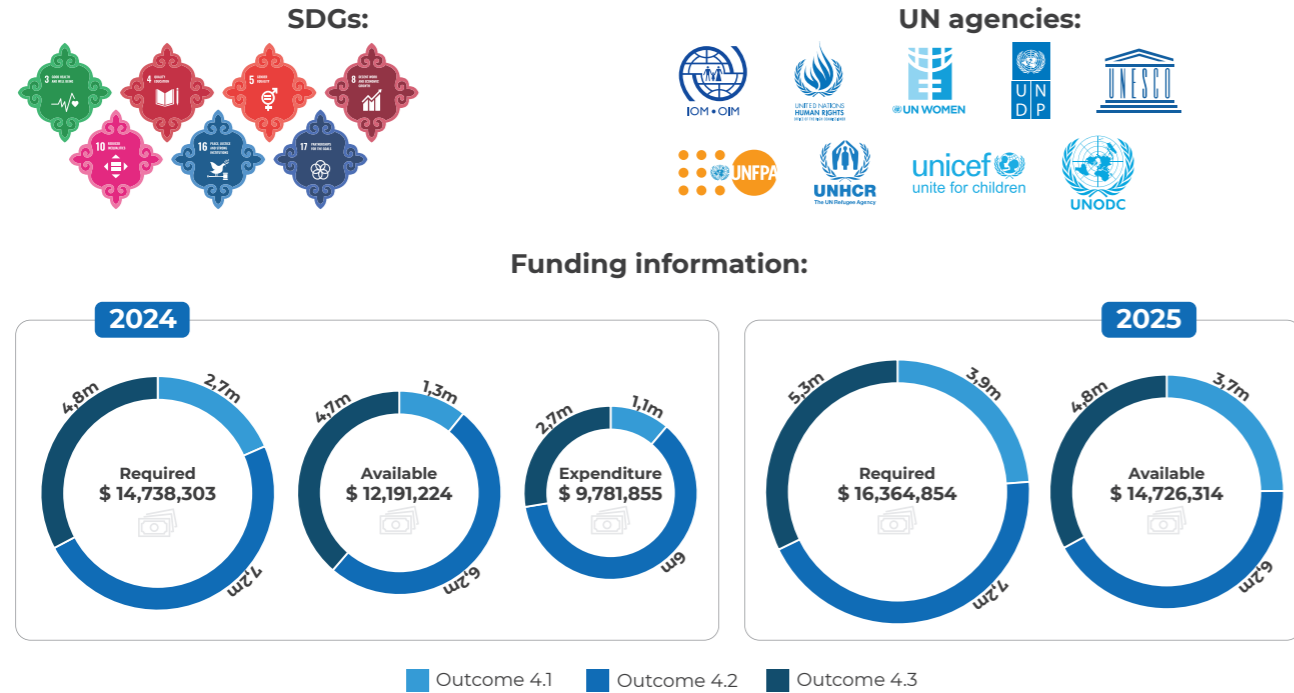 SDGs:
UN agencies:
3 GOOD HEALTH
AND WELL-BEING
4 QUALITY
EDUCATION
5 GENDER
EQUALITY
8 DECENT WORK
AND ECONOMIC
GROWTH
10 REDUCED
INEQUALITIES
16 PEACE, JUSTICE
AND STRONG
INSTITUTIONS
17 PARTNERSHIPS
FOR THE GOALS
IOM • OIM
UNITED NATIONS
HUMAN RIGHTS
UN WOMEN
U N
D P
UNESCO
UNFPA
UNHCR
The UN Refugee Agency
unicef
unite for children
UNODC
Funding information:
2024
4,8m
2,7m
Required
$ 14,738,303
7,2m
4,7m
1,3m
Available
$ 12,191,224
6,2m
2,7m
1,1m
Expenditure
$ 9,781,855
6m
2025
5,3m
3,9m
Required
$ 16,364,854
7,2m
4,8m
3,7m
Available
$ 14,726,314
6,2m
Outcome 4.1
Outcome 4.2
Outcome 4.3